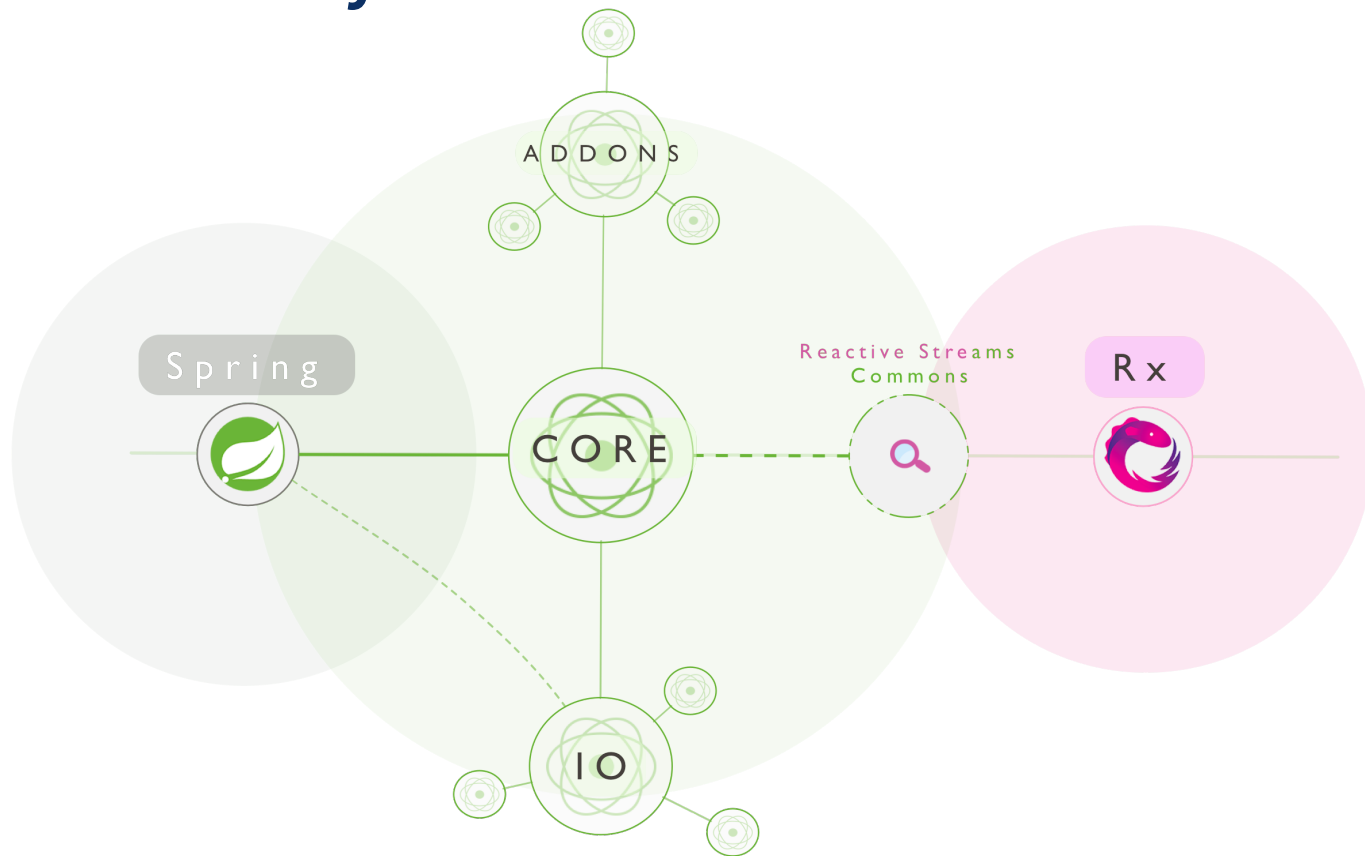 ADDONS
Spring
Reactive Streams
Commons
Rx
CORE
IO